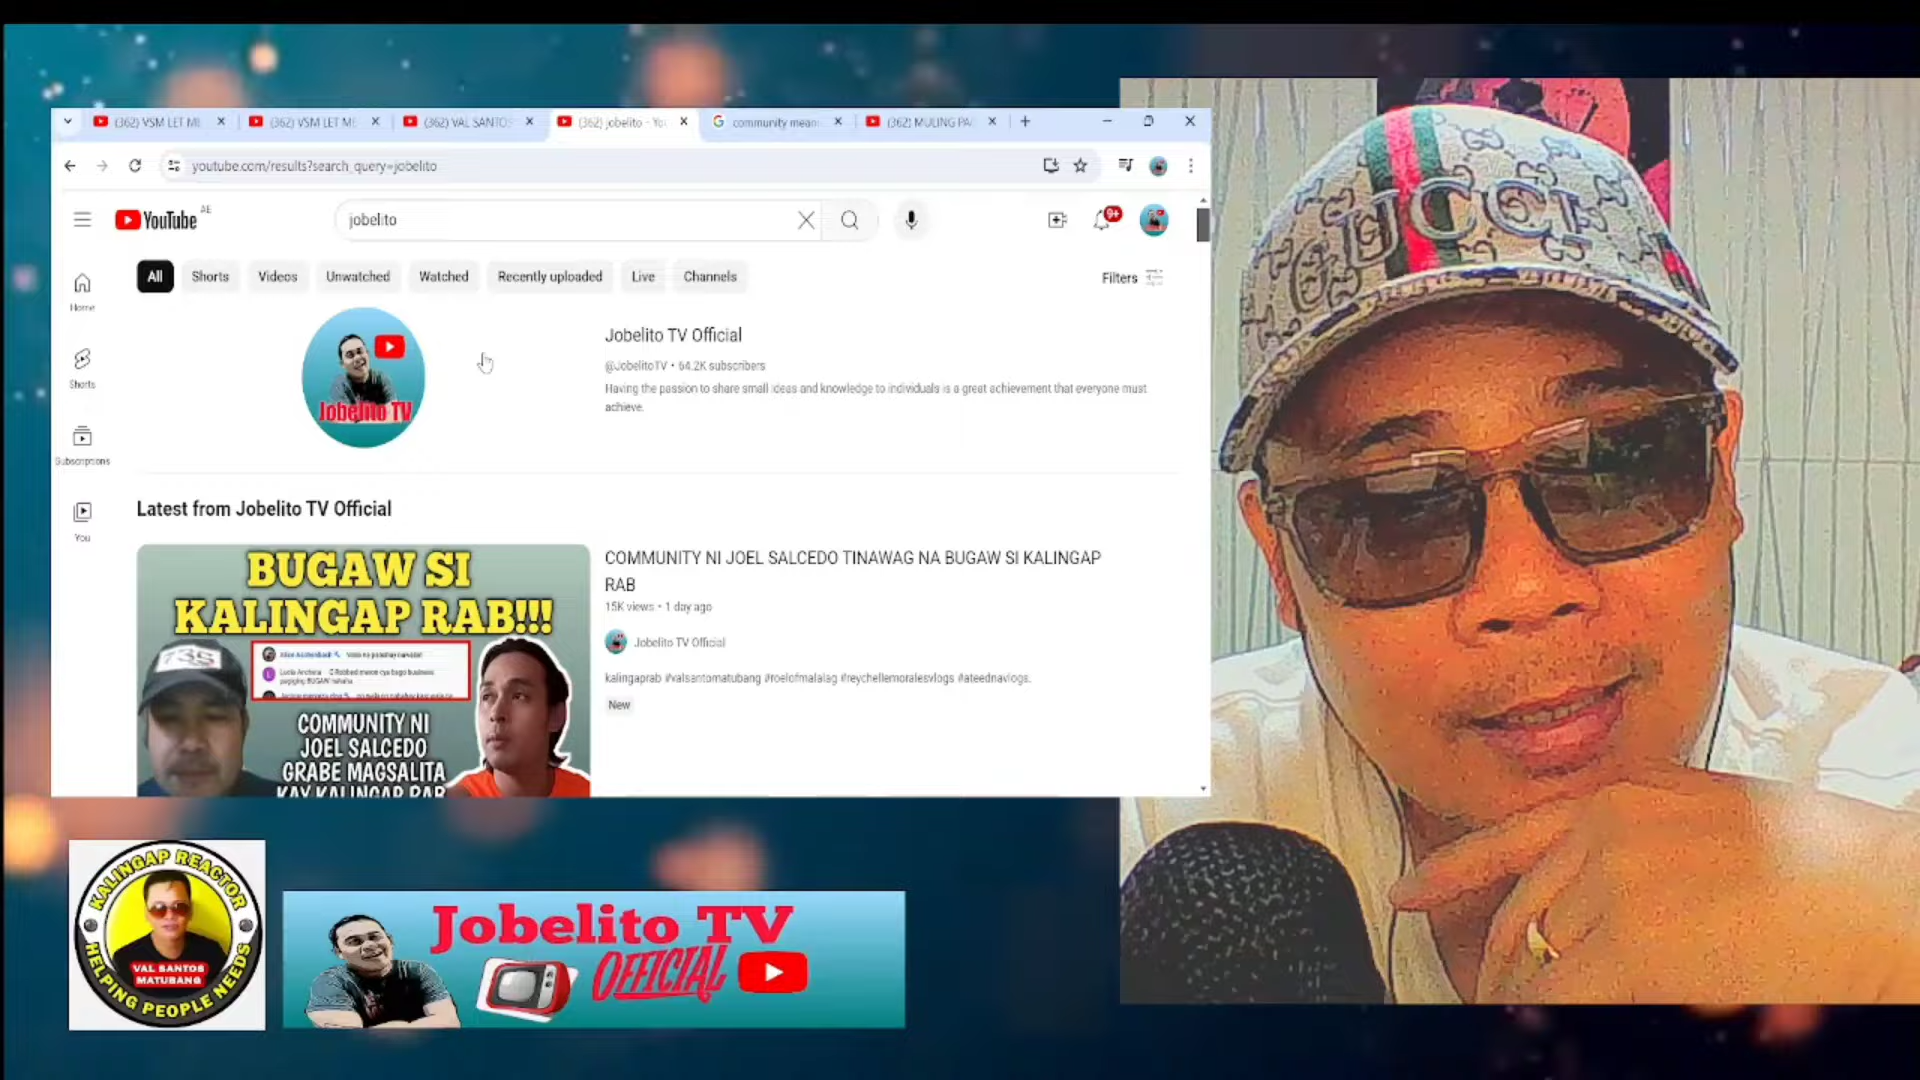 (362) VSM LET ME
(362) VSM LET ME
(362) VAL SANTOS
(362) jobelito - You
community mean
(362) MULING PA
youtube.com/results?search_query=jobelito
YouTube AE
jobelito
9+
All
Shorts
Videos
Unwatched
Watched
Recently uploaded
Live
Channels
Filters
Home
Shorts
Subscriptions
You
Jobelito TV
Jobelito TV Official
@JobelitoTV • 64.2K subscribers
Having the passion to share small ideas and knowledge to individuals is a great achievement that everyone must
achieve.
Latest from Jobelito TV Official
BUGAW SI
KALINGAP RAB!!!
COMMUNITY NI
JOEL SALCEDO
GRABE MAGSALITA
KAY KALINGAP RAB
COMMUNITY NI JOEL SALCEDO TINAWAG NA BUGAW SI KALINGAP
RAB
15K views • 1 day ago
Jobelito TV Official
kalingaprab #valsantomatubang #roelofmalalag #reychellemoralesvlogs #ateednavlogs.
New
GUCCI
KALINGAP REACTOR
VAL SANTOS
MATUBANG
HELPING PEOPLE NEEDS
Jobelito TV
OFFICIAL